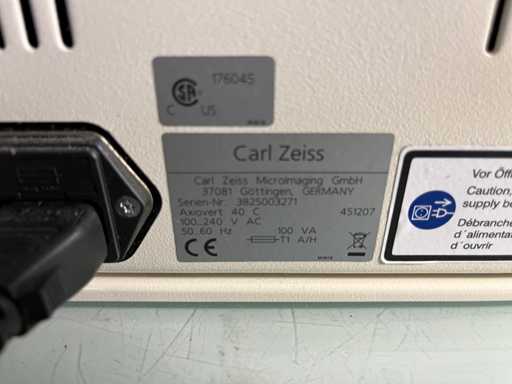 176045
C US
Carl Zeiss
Carl Zeiss MicroImaging GmbH
37081 Göttingen, GERMANY
Serien-Nr. 3825003271
Axiovert 40 C 451207
100...240 V AC
50...60 Hz 100 VA
T1 A/H
CE
Vor Öff
Caution,
supply b
Débranche
d'alimenta
d'ouvrir